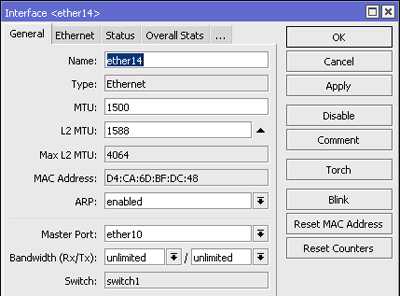 Interface <ether14>
General Ethernet Status Overall Stats ...
Name: ether14
Type: Ethernet
MTU: 1500
L2 MTU: 1588
Max L2 MTU: 4064
MAC Address: D4:CA:6D:BF:DC:48
ARP: enabled
Master Port: ether10
Bandwidth (Rx/Tx): unlimited / unlimited
Switch: switch1
OK
Cancel
Apply
Disable
Comment
Torch
Blink
Reset MAC Address
Reset Counters